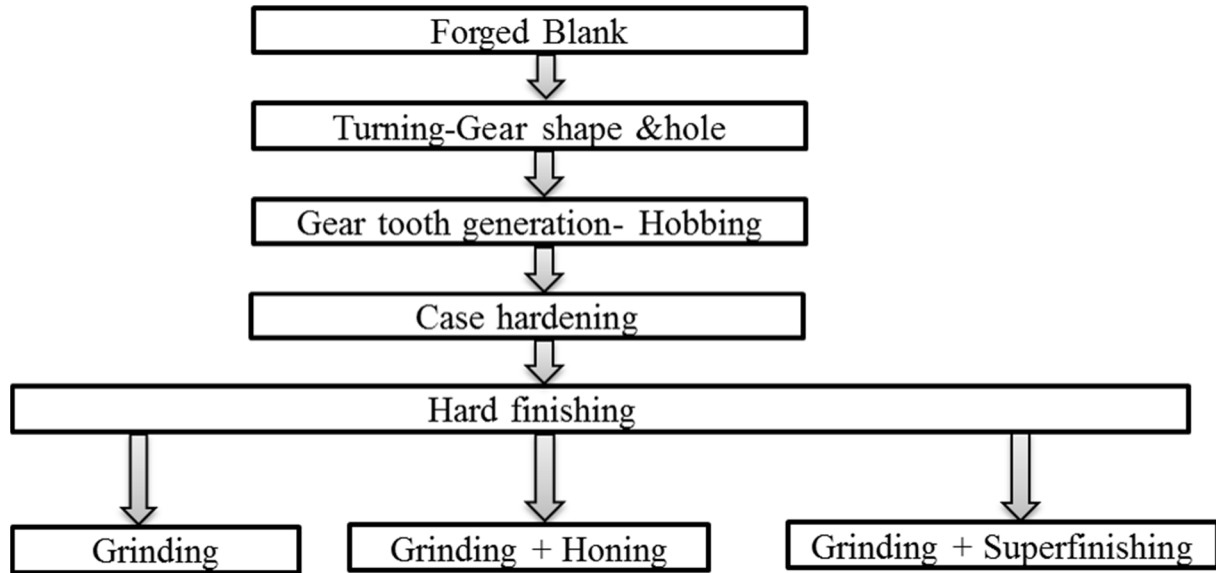 Forged Blank
Turning-Gear shape &hole
Gear tooth generation- Hobbing
Case hardening
Hard finishing
Grinding
Grinding + Honing
Grinding + Superfinishing